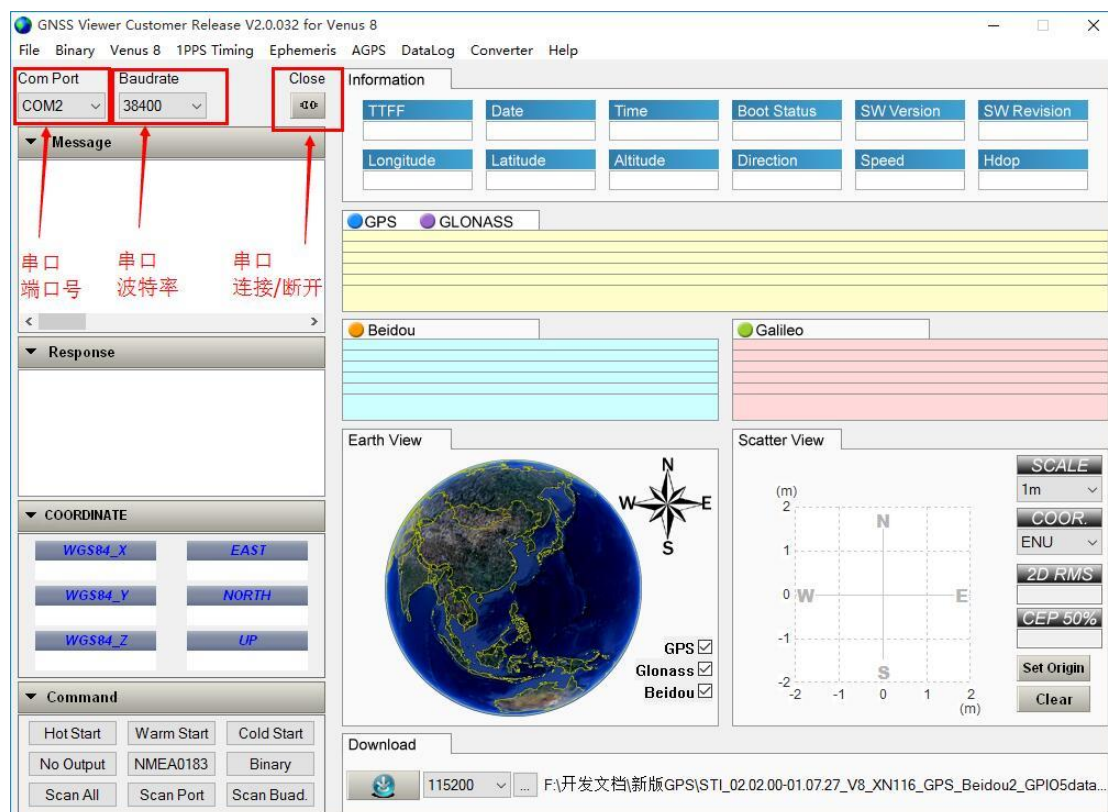 GNSS Viewer Customer Release V2.0.032 for Venus 8
File Binary Venus 8 1PPS Timing Ephemeris AGPS DataLog Converter Help
Com Port Baudrate Close
COM2 38400
Message
串口 串口 串口
端口号 波特率 连接/断开
Response
COORDINATE
WGS84_X EAST
WGS84_Y NORTH
WGS84_Z UP
Command
Hot Start Warm Start Cold Start
No Output NMEA0183 Binary
Scan All Scan Port Scan Buad.
Information
TTFF Date Time Boot Status SW Version SW Revision
Longitude Latitude Altitude Direction Speed Hdop
GPS GLONASS
Beidou Galileo
Earth View
N
W E
S
GPS
Glonass
Beidou
Scatter View
(m)
2
1
0
-1
-2
N
W E
S
-2 -1 0 1 2
(m)
SCALE
1m
COOR.
ENU
2D RMS
CEP 50%
Set Origin
Clear
Download
115200 ... F:\开发文档\新版GPS\STI_02.02.00-01.07.27_V8_XN116_GPS_Beidou2_GPIO5data...